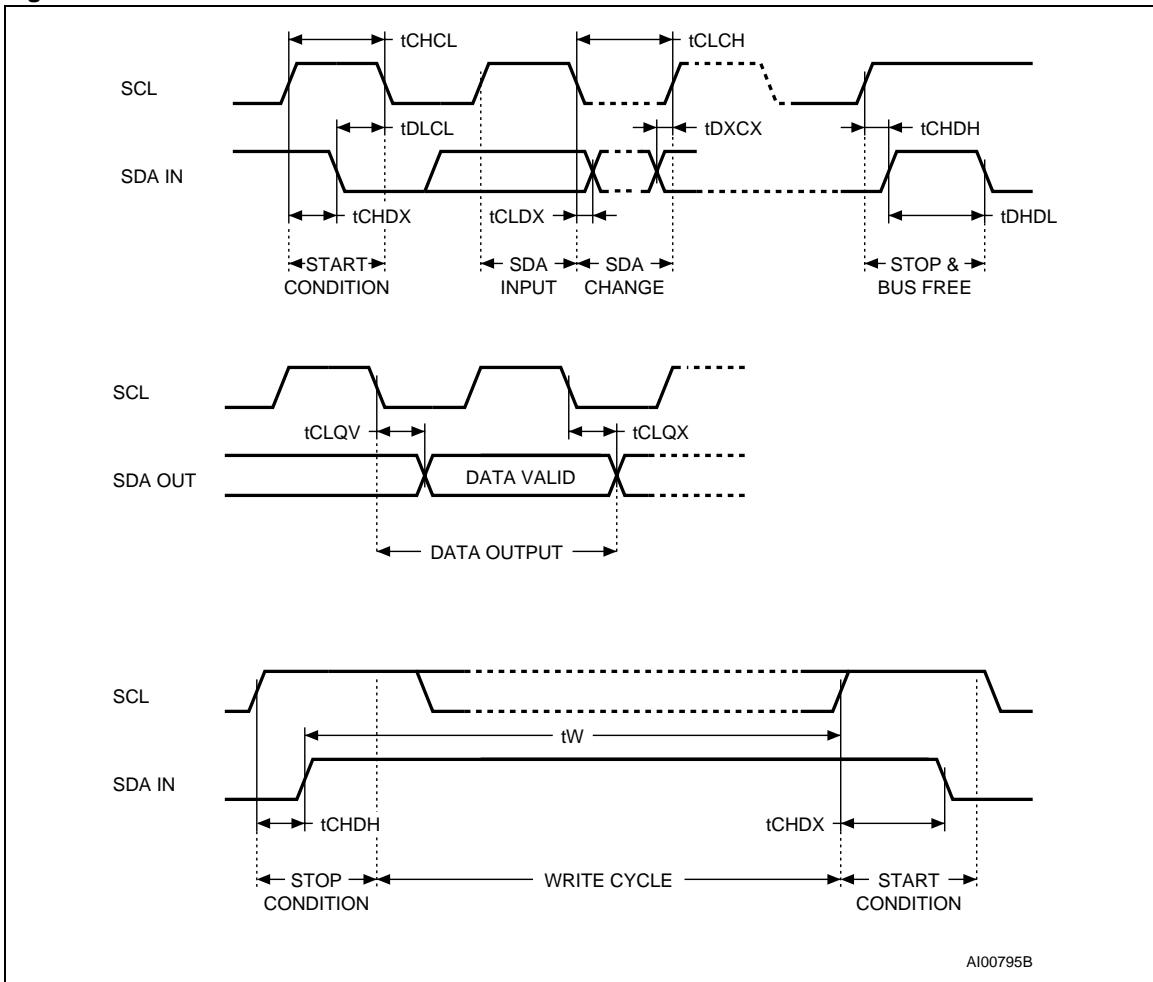 tCHCL
tCLCH
SCL
tDLCL
tDXCX
tCHDH
SDA IN
tCHDX
tCLDX
tDHDL
START
CONDITION
SDA
INPUT
SDA
CHANGE
STOP &
BUS FREE
SCL
tCLQV
tCLQX
SDA OUT
DATA VALID
DATA OUTPUT
SCL
tW
SDA IN
tCHDH
tCHDX
STOP
CONDITION
WRITE CYCLE
START
CONDITION
AI00795B